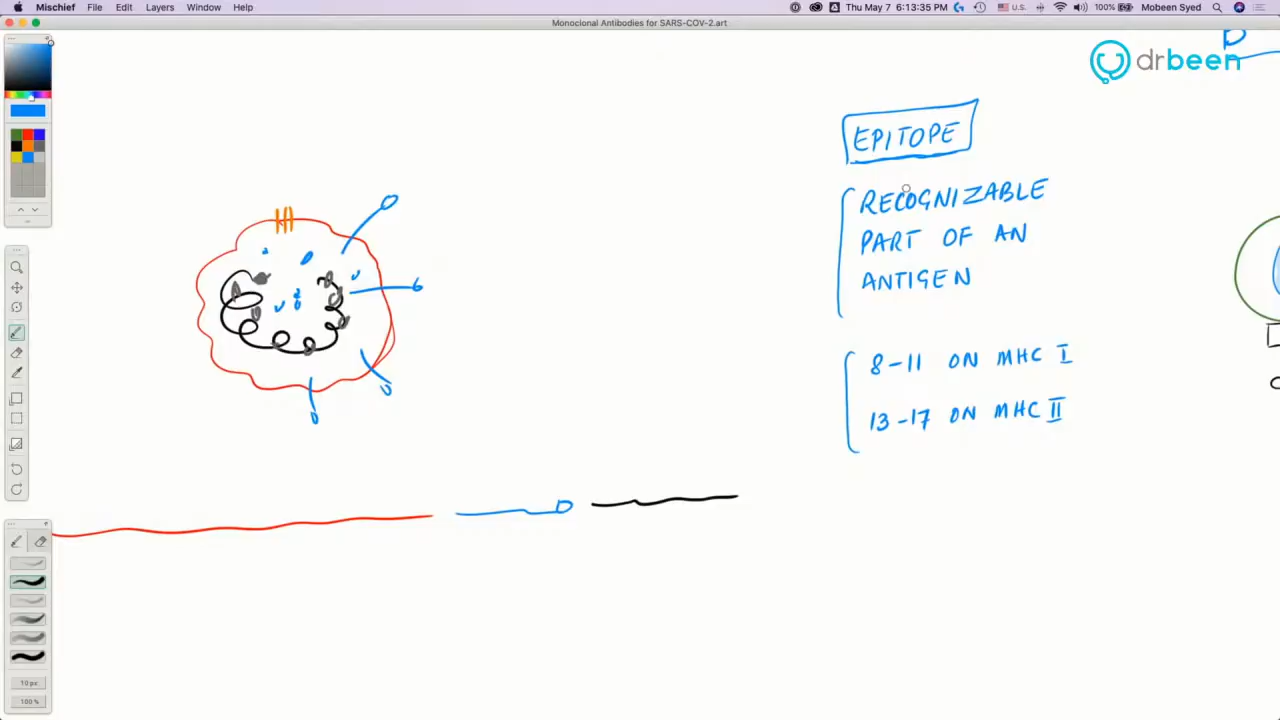 Mischief File Edit Layers Window Help
U.S. 100% Thu May 7 6:13:35 PM Mobeen Syed
Monoclonal Antibodies for SARS-COV-2.art
drbeen
EPITOPE
RECOGNIZABLE
PART OF AN
ANTIGEN
8-11 ON MHC I
13-17 ON MHC II
10 px
100 %